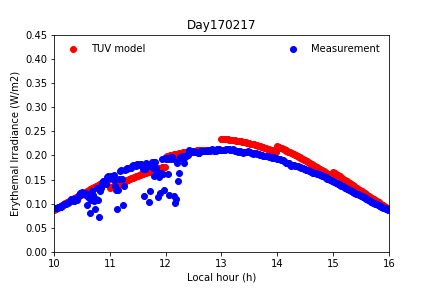 Day170217
TUV model
Measurement
Erythemal Irradiance (W/m2)
0.45
0.40
0.35
0.30
0.25
0.20
0.15
0.10
0.05
0.00
10 11 12 13 14 15 16
Local hour (h)